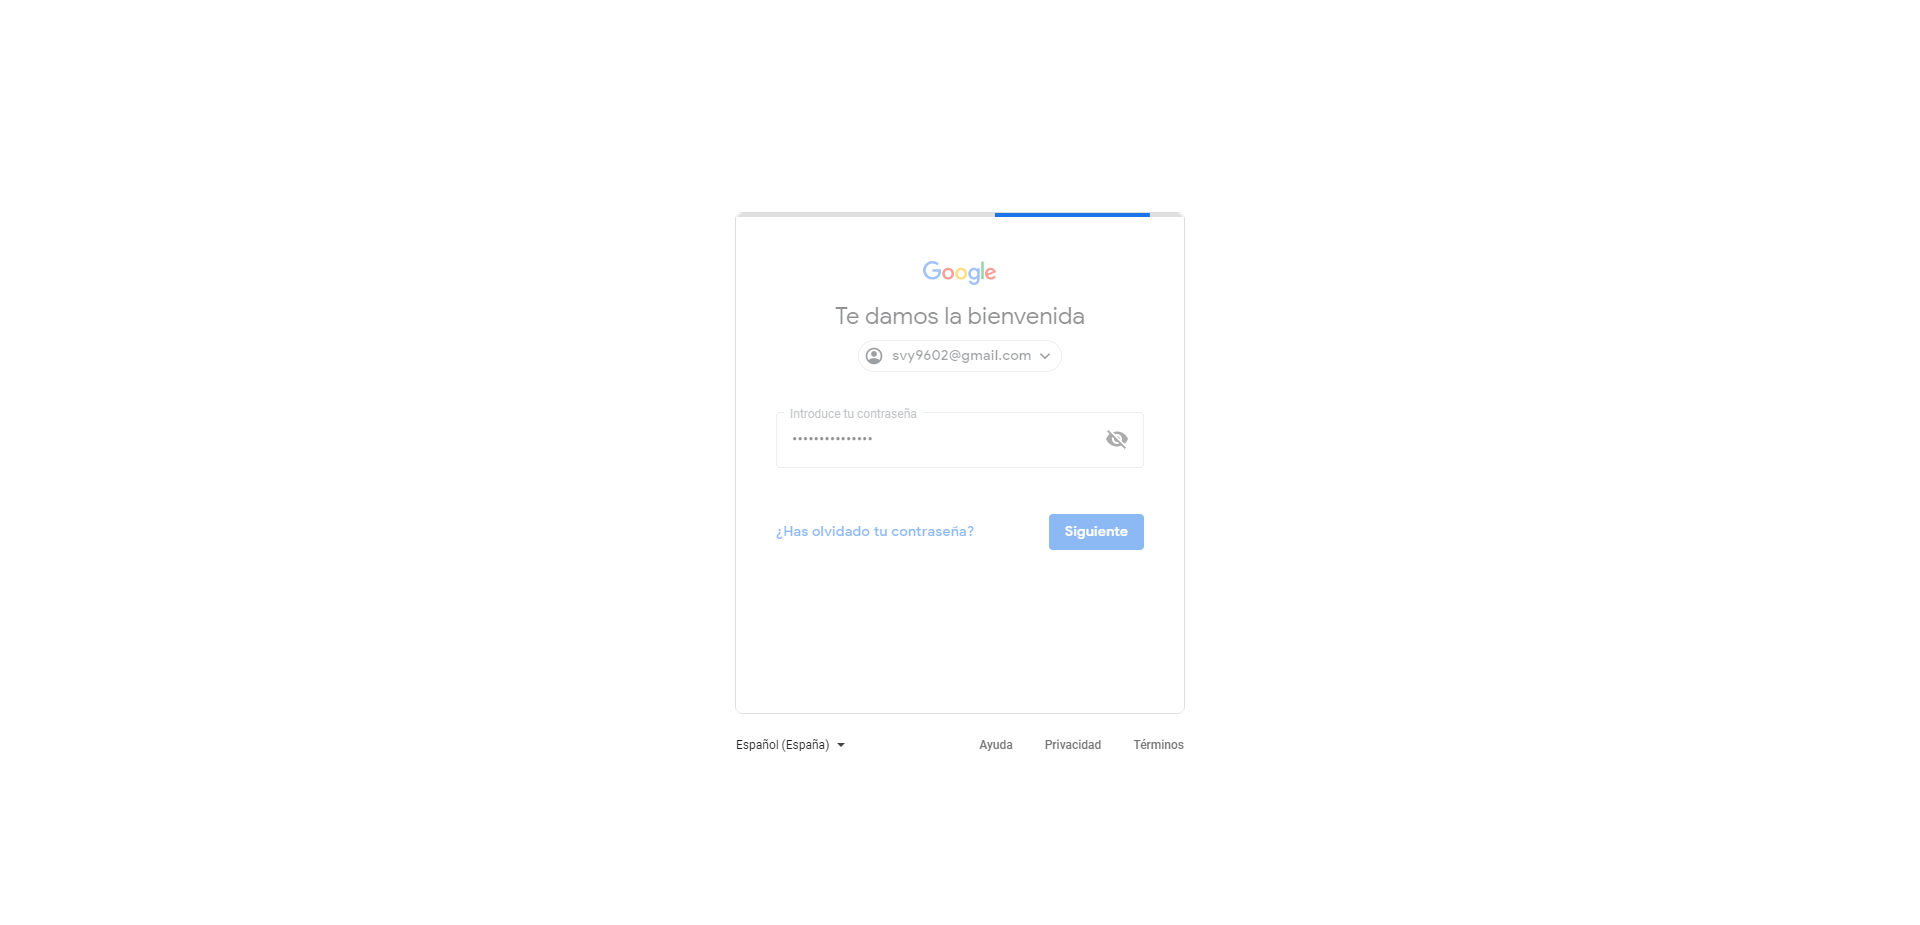 Google
Te damos la bienvenida
svy9602@gmail.com
Introduce tu contraseña
•••••••••••••••
¿Has olvidado tu contraseña?
Siguiente
Español (España)
Ayuda
Privacidad
Términos